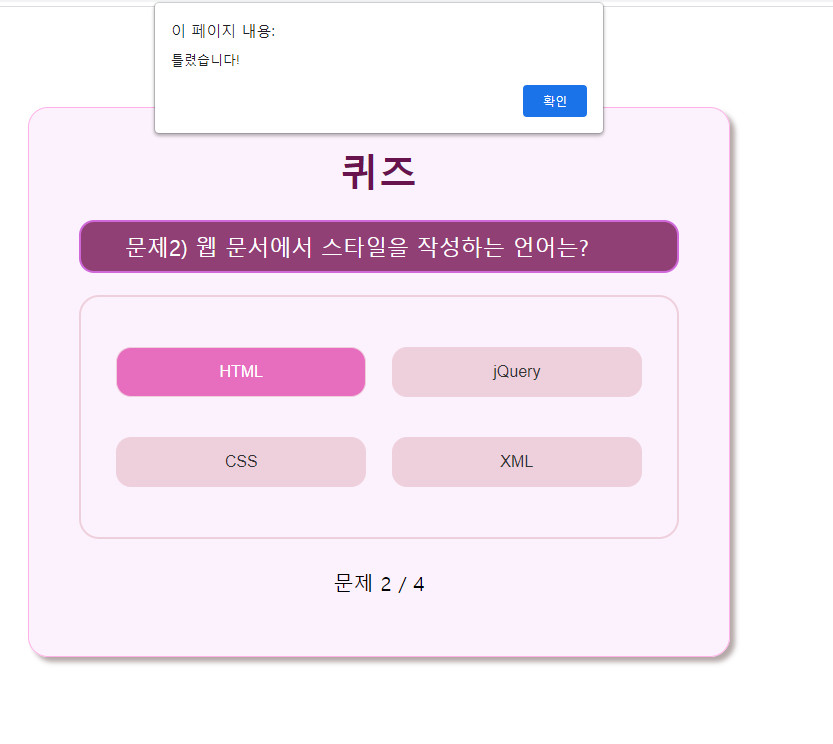 이 페이지 내용:
틀렸습니다!
확인
퀴즈
문제2) 웹 문서에서 스타일을 작성하는 언어는?
HTML
jQuery
CSS
XML
문제 2 / 4